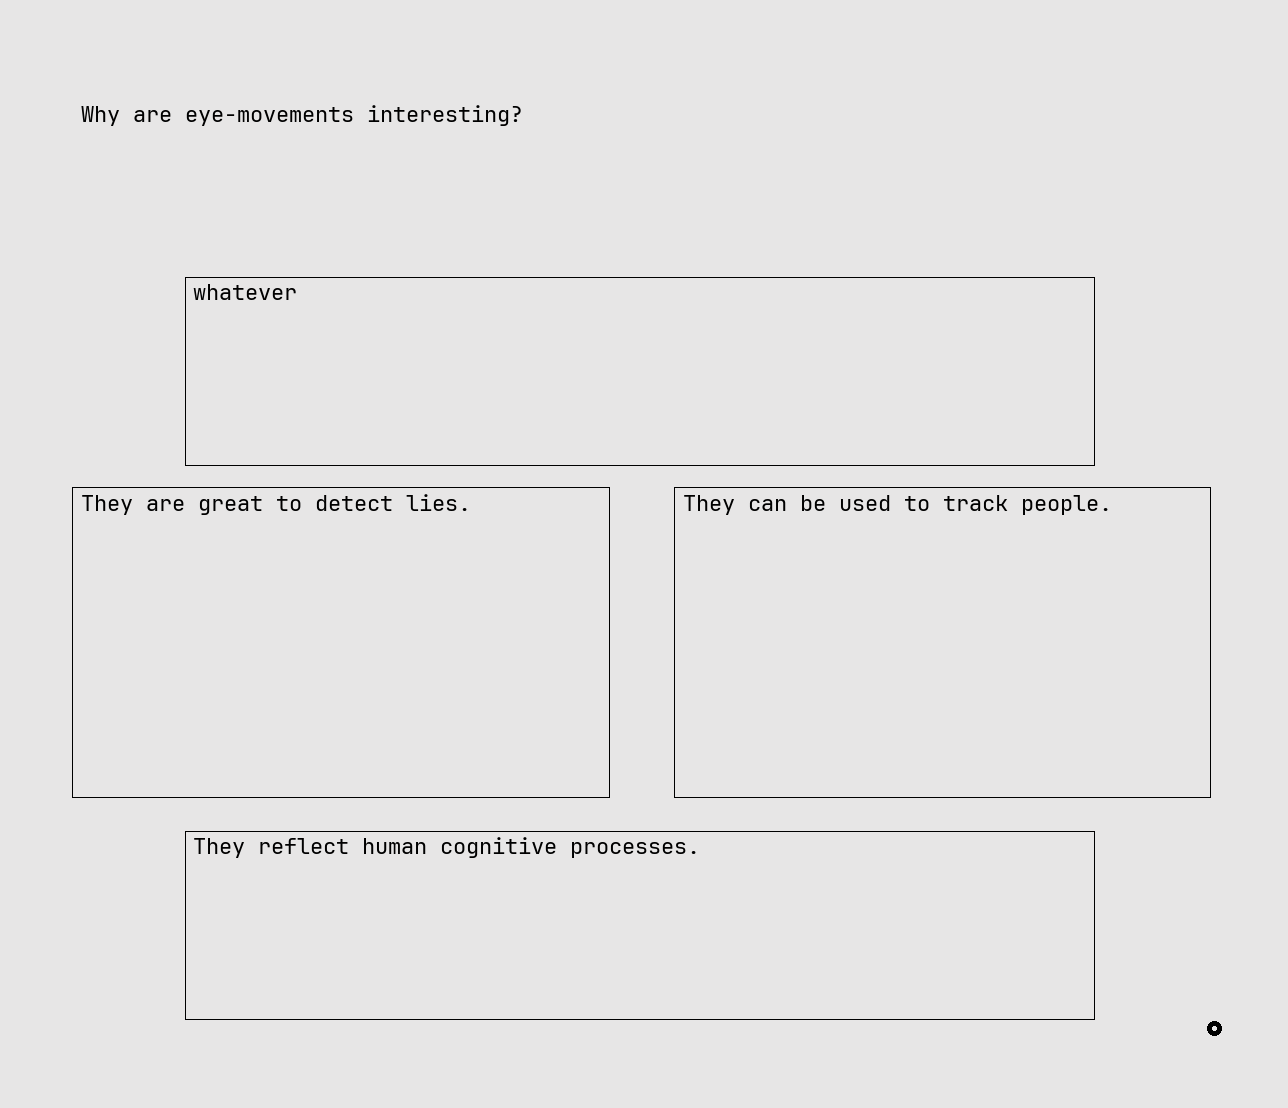 Why are eye-movements interesting?
whatever
They are great to detect lies.
They can be used to track people.
They reflect human cognitive processes.